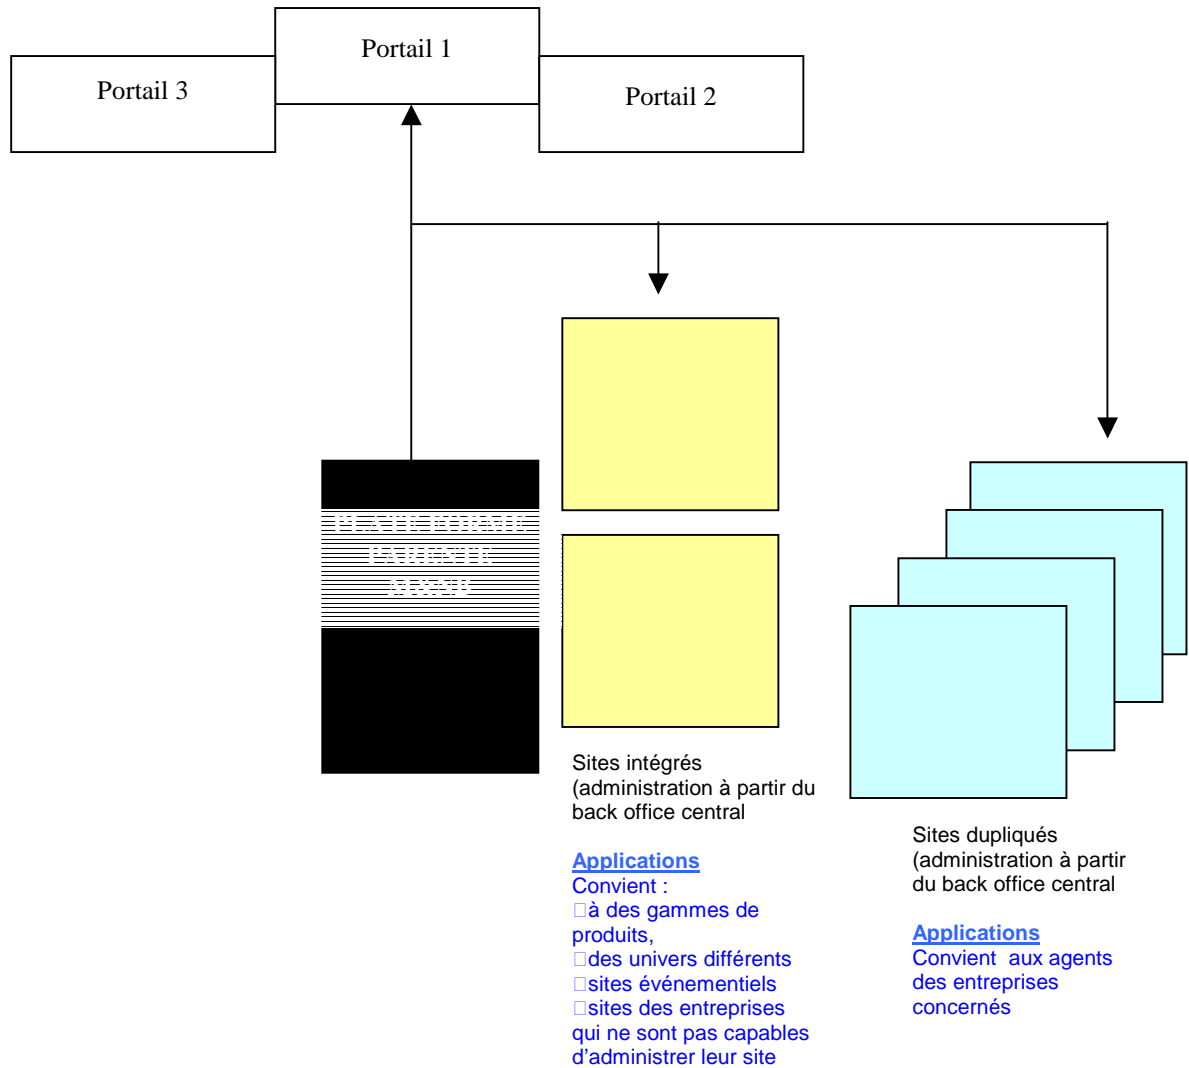 Portail 1
Portail 3
Portail 2
PLATE FORME
Sites intégrés
(administration à partir du
back office central
Applications
Convient :
à des gammes de
produits,
des univers différents
sites événementiels
sites des entreprises
qui ne sont pas capables
d'administrer leur site
Sites dupliqués
(administration à partir
du back office central
Applications
Convient  aux agents
des entreprises
concernés